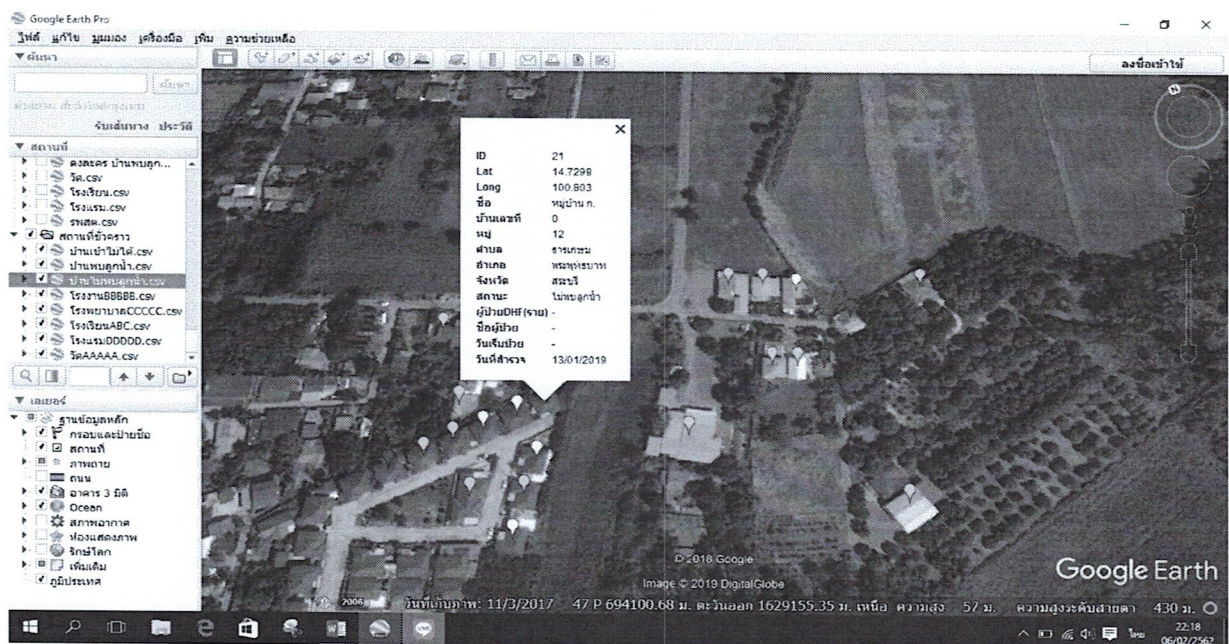 Google Earth Pro
ไฟล์ แก้ไข มุมมอง เครื่องมือ เพิ่ม ความช่วยเหลือ
ค้นหา
ค้นหา
รับเส้นทาง ประวัติ
ลงชื่อเข้าใช้
สถานที่
ดงละคร บ้านพบลูก...
วัด.csv
โรงเรียน.csv
โรงแรม.csv
รพสต.csv
สถานที่ชั่วคราว
บ้านเข้าไม่ได้.csv
บ้านพบลูกน้ำ.csv
บ้านไม่พบลูกน้ำ.csv
โรงงานBBBBB.csv
โรงพยาบาลCCCCC.csv
โรงเรียนABC.csv
โรงแรมDDDDD.csv
วัดAAAAA.csv
เลเยอร์
ฐานข้อมูลหลัก
กรอบและป้ายชื่อ
สถานที่
ภาพถ่าย
ถนน
อาคาร 3 มิติ
Ocean
สภาพอากาศ
ห้องแสดงภาพ
รักษ์โลก
เพิ่มเติม
ภูมิประเทศ
ID 21
Lat 14.7298
Long 100.803
ชื่อ หมู่บ้าน ก.
บ้านเลขที่ 0
หมู่ 12
ตำบล ธารเกษม
อำเภอ พระพุทธบาท
จังหวัด สระบุรี
สถานะ ไม่พบลูกน้ำ
ผู้ป่วยDHF(ราย) -
ชื่อผู้ป่วย -
วันเริ่มป่วย -
วันที่สำรวจ 13/01/2019
N
© 2018 Google
Image © 2019 DigitalGlobe
Google Earth
2006
วันที่เก็บภาพ: 11/3/2017 47 P 694100.68 ม. ตะวันออก 1629155.35 ม. เหนือ ความสูง 57 ม. ความสูงระดับสายตา 430 ม.
ไทย
22:18
06/02/2562